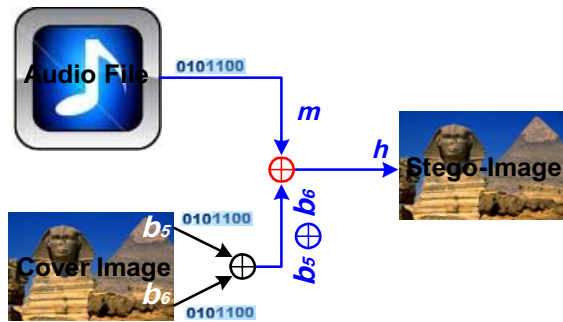 Audio File
0101100
m
h
Stego-Image
b5 ⊕ b6
b5
0101100
Cover Image
b6
0101100